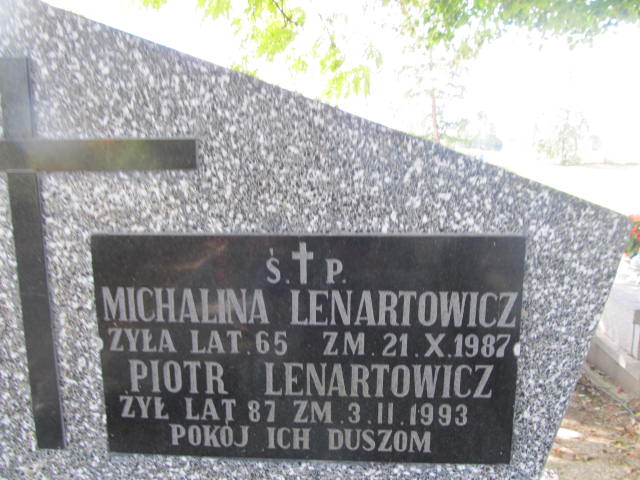 Ś. P.
MICHALINA LENARTOWICZ
ŻYŁA LAT 65 ZM. 21.X.1987
PIOTR LENARTOWICZ
ŻYŁ LAT 87 ZM. 3.II.1993
POKÓJ ICH DUSZOM